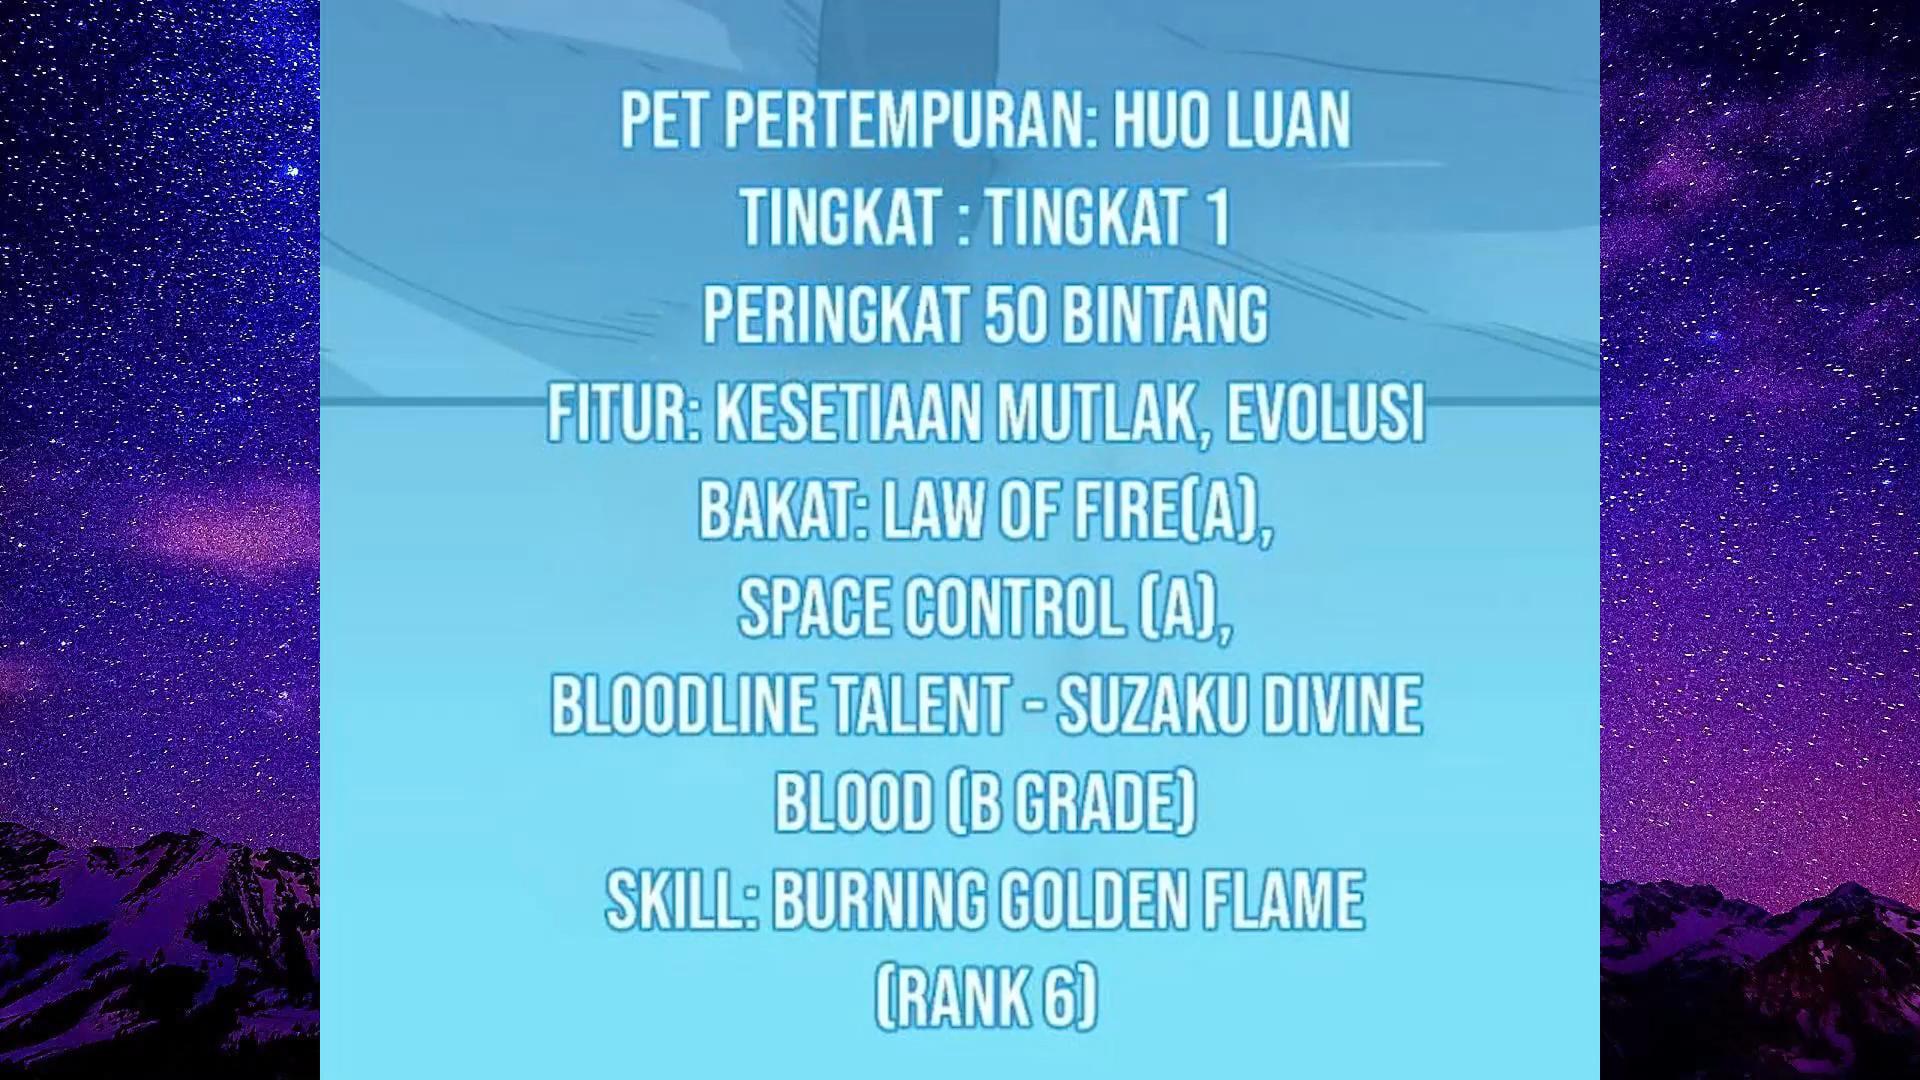 PET PERTEMPURAN: HUO LUAN
TINGKAT : TINGKAT 1
PERINGKAT 50 BINTANG
FITUR: KESETIAAN MUTLAK, EVOLUSI
BAKAT: LAW OF FIRE(A),
SPACE CONTROL (A),
BLOODLINE TALENT - SUZAKU DIVINE
BLOOD (B GRADE)
SKILL: BURNING GOLDEN FLAME
(RANK 6)